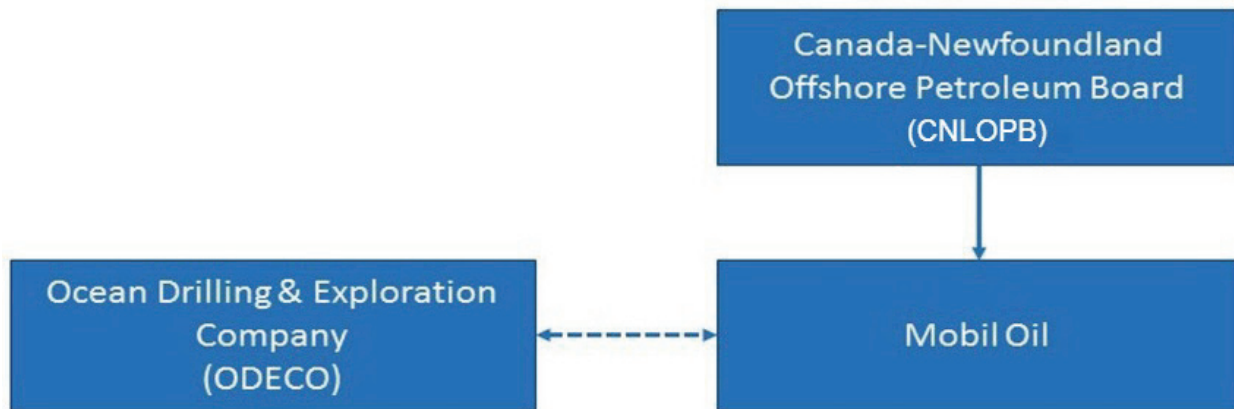 Canada-Newfoundland
Offshore Petroleum Board
(CNLOPB)
Ocean Drilling & Exploration
Company
(ODECO)
Mobil Oil